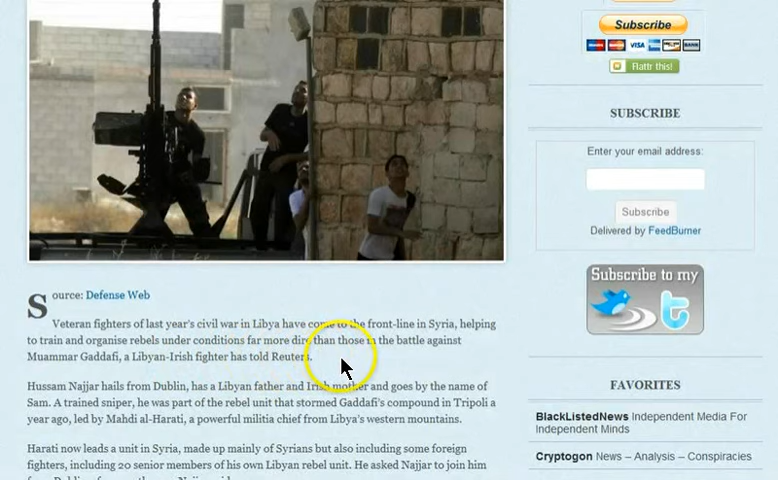 Source: Defense Web
Veteran fighters of last year's civil war in Libya have come to the front-line in Syria, helping
to train and organise rebels under conditions far more dire than those in the battle against
Muammar Gaddafi, a Libyan-Irish fighter has told Reuters.
Hussam Najjar hails from Dublin, has a Libyan father and Irish mother and goes by the name of
Sam. A trained sniper, he was part of the rebel unit that stormed Gaddafi's compound in Tripoli a
year ago, led by Mahdi al-Harati, a powerful militia chief from Libya's western mountains.
Harati now leads a unit in Syria, made up mainly of Syrians but also including some foreign
fighters, including 20 senior members of his own Libyan rebel unit. He asked Najjar to join him
Subscribe
VISA
Flattr this!
SUBSCRIBE
Enter your email address:
Subscribe
Delivered by FeedBurner
Subscribe to my
t
FAVORITES
BlackListedNews Independent Media For
Independent Minds
Cryptogon News – Analysis – Conspiracies